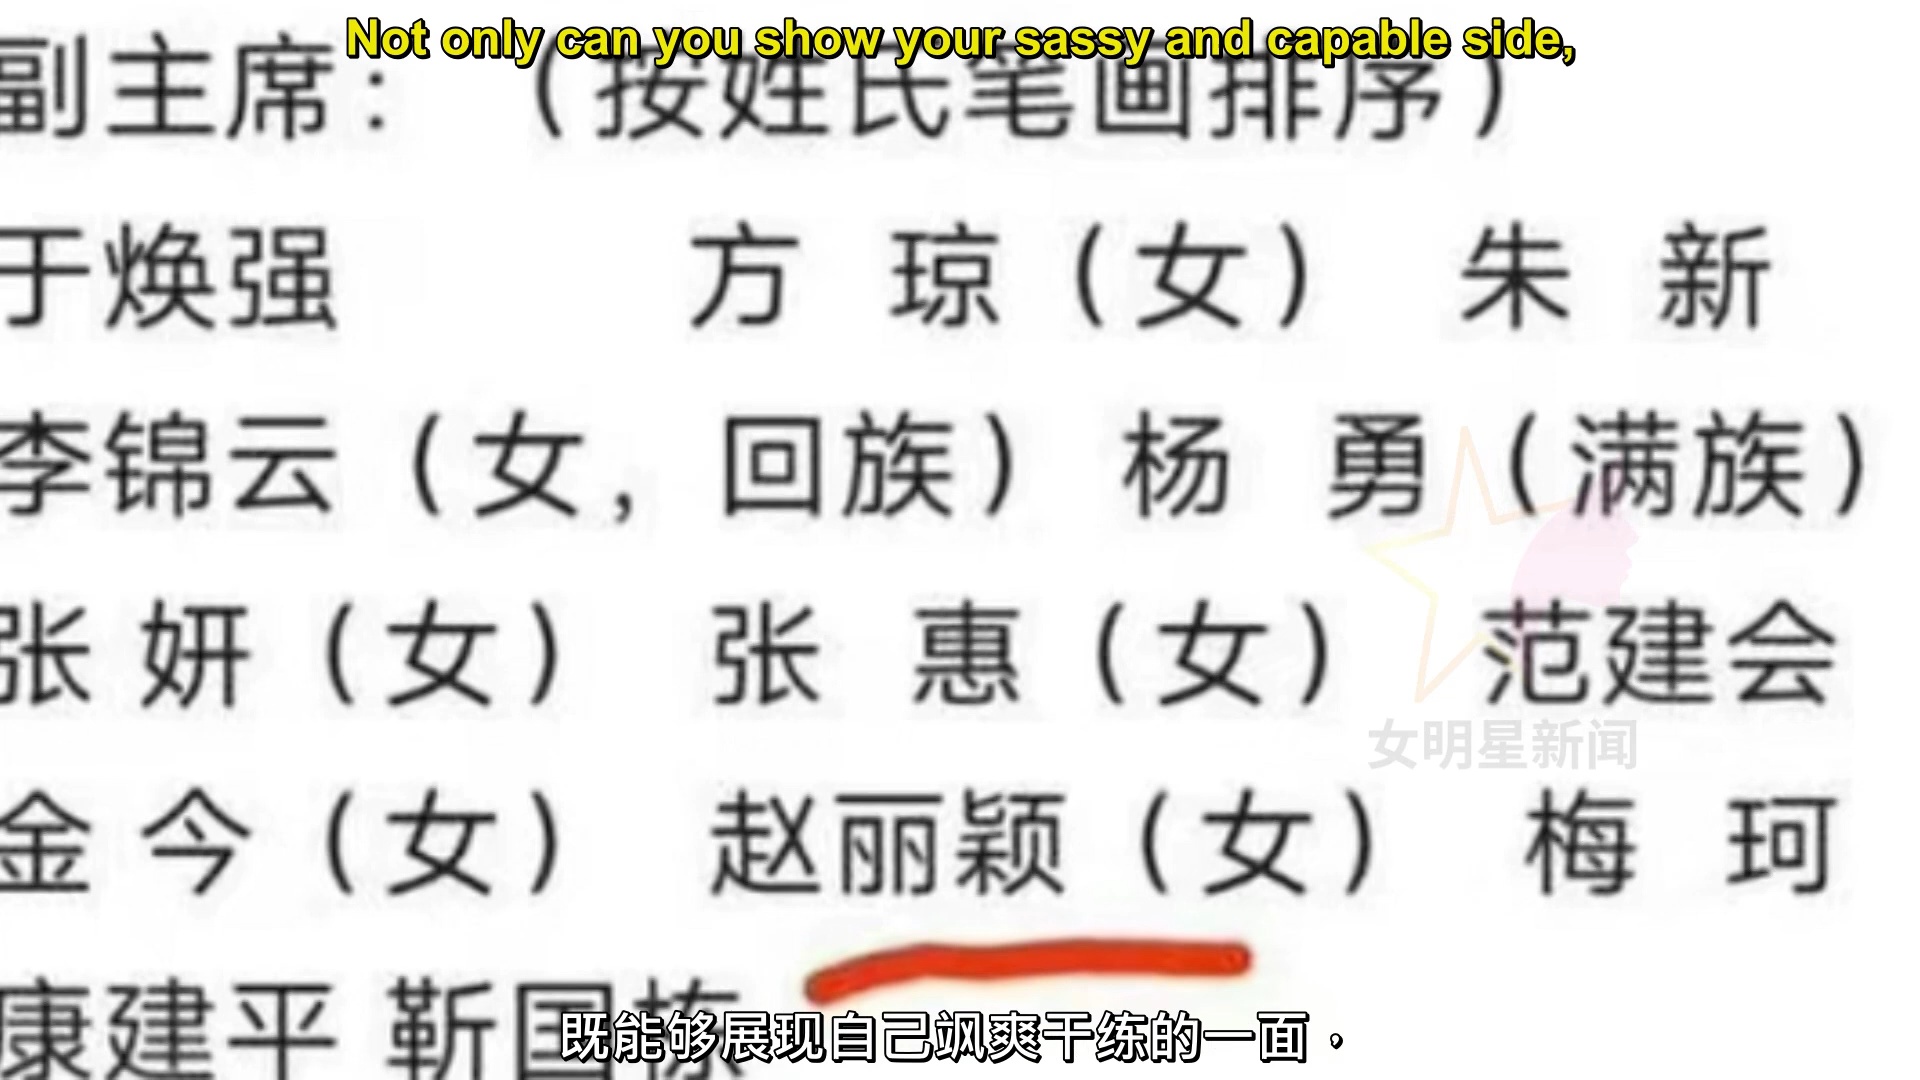 Not only can you show your sassy and capable side,
副主席：（按姓氏笔画排序）
于焕强 方 琼（女） 朱 新
李锦云（女，回族） 杨 勇（满族）
张 妍（女） 张 惠（女） 范建会
女明星新闻
金 今（女） 赵丽颖（女） 梅 珂
康建平 靳国栋
既能够展现自己飒爽干练的一面，